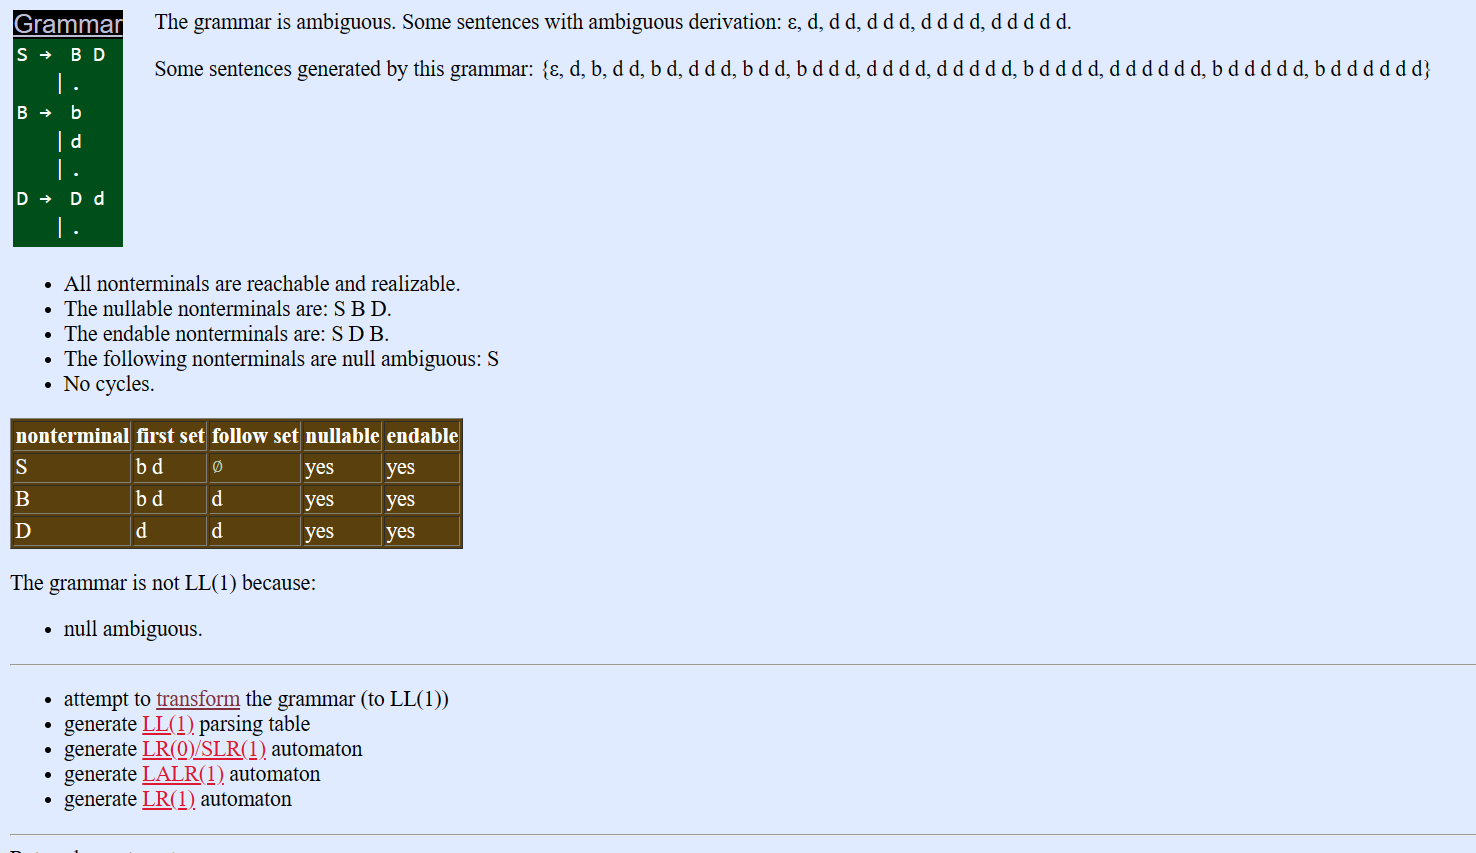 Grammar
S → B D
| .
B → b
| d
| .
D → D d
| .
The grammar is ambiguous. Some sentences with ambiguous derivation: ε, d, d d, d d d, d d d d, d d d d d.
Some sentences generated by this grammar: {ε, d, b, d d, b d, d d d, b d d, b d d d, d d d d, d d d d d, b d d d d, d d d d d d, b d d d d d, b d d d d d d}
• All nonterminals are reachable and realizable.
• The nullable nonterminals are: S B D.
• The endable nonterminals are: S D B.
• The following nonterminals are null ambiguous: S
• No cycles.
nonterminal first set follow set nullable endable
S b d ∅ yes yes
B b d d yes yes
D d d yes yes
The grammar is not LL(1) because:
• null ambiguous.
• attempt to transform the grammar (to LL(1))
• generate LL(1) parsing table
• generate LR(0)/SLR(1) automaton
• generate LALR(1) automaton
• generate LR(1) automaton